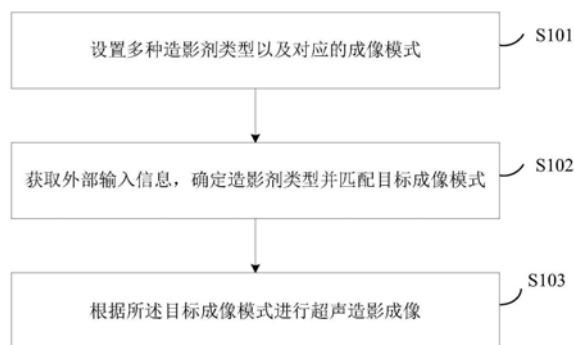 设置多种造影剂类型以及对应的成像模式
S101
获取外部输入信息，确定造影剂类型并匹配目标成像模式
S102
根据所述目标成像模式进行超声造影成像
S103